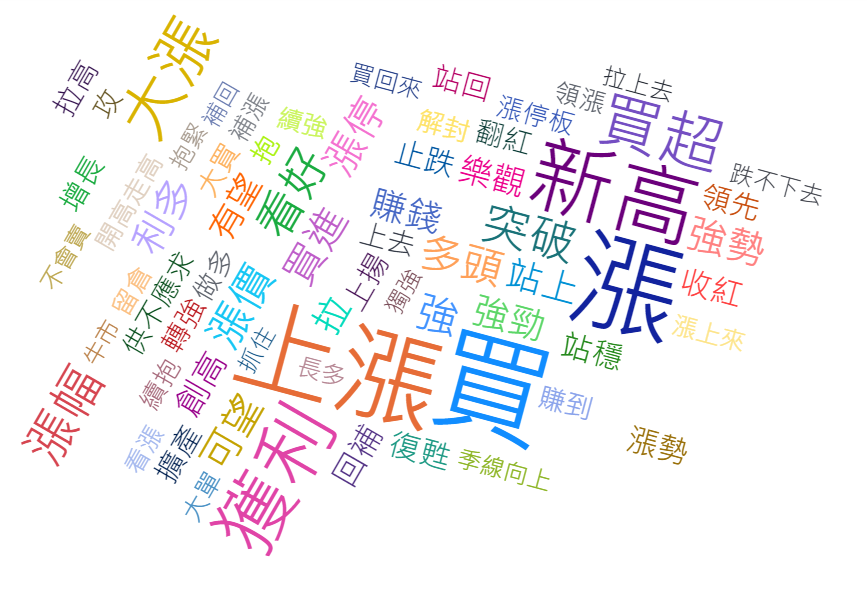 大漲
拉高
攻
補回
補漲
抱緊
續強
抱
漲停
買回來
站回
漲停板
領漲
拉上去
買超
解封
翻紅
止跌
樂觀
新高
跌不下去
領先
強勢
增長
開高走高
利多
大買
有望
看好
買進
賺錢
上去
突破
多頭
站上
漲
收紅
漲上來
不會賣
留倉
供不應求
做多
轉強
漲價
上揚
獨強
拉
強
強勁
站穩
牛市
續抱
創高
抓住
長多
上漲
買
賺到
漲勢
漲幅
看漲
擴產
可望
大單
獲利
回補
復甦
季線向上